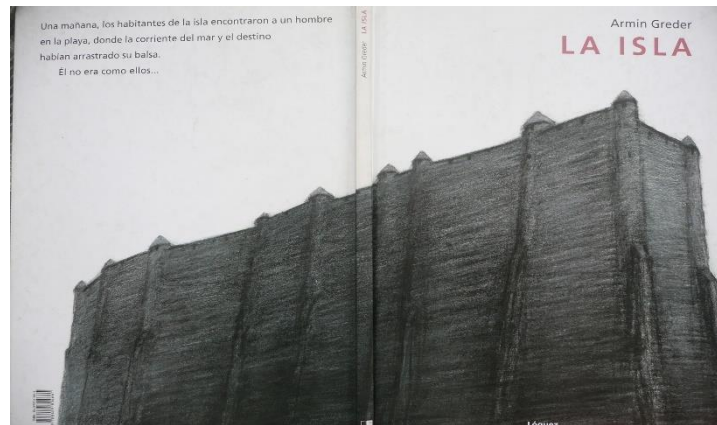 Una mañana, los habitantes de la isla encontraron a un hombre
en la playa, donde la corriente del mar y el destino
habían arrastrado su balsa.
Él no era como ellos...
Armin Greder LA ISLA
Armin Greder
LA ISLA
Lóguez